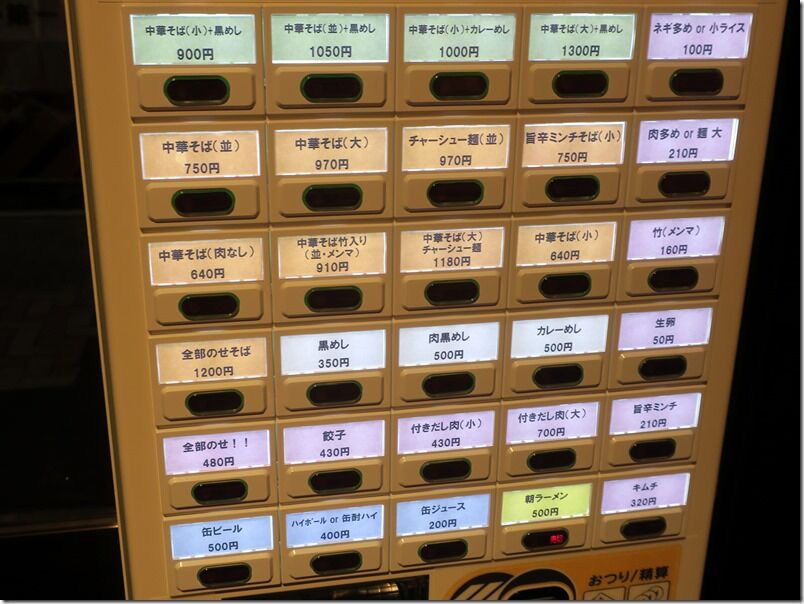 中華そば(小)+黒めし
900円
中華そば(並)+黒めし
1050円
中華そば(小)+カレーめし
1000円
中華そば(大)+黒めし
1300円
ネギ多め or 小ライス
100円
中華そば(並)
750円
中華そば(大)
970円
チャーシュー麺(並)
970円
旨辛ミンチそば(小)
750円
肉多め or 麺 大
210円
中華そば(肉なし)
640円
中華そば竹入り
(並・メンマ)
910円
中華そば(大)
チャーシュー麺
1180円
中華そば(小)
640円
竹(メンマ)
160円
全部のせそば
1200円
黒めし
350円
肉黒めし
500円
カレーめし
500円
生卵
50円
全部のせ!!
480円
餃子
430円
付きだし肉(小)
430円
付きだし肉(大)
700円
旨辛ミンチ
210円
缶ビール
500円
ハイボール or 缶酎ハイ
400円
缶ジュース
200円
朝ラーメン
500円
売切
キムチ
320円
おつり/精算